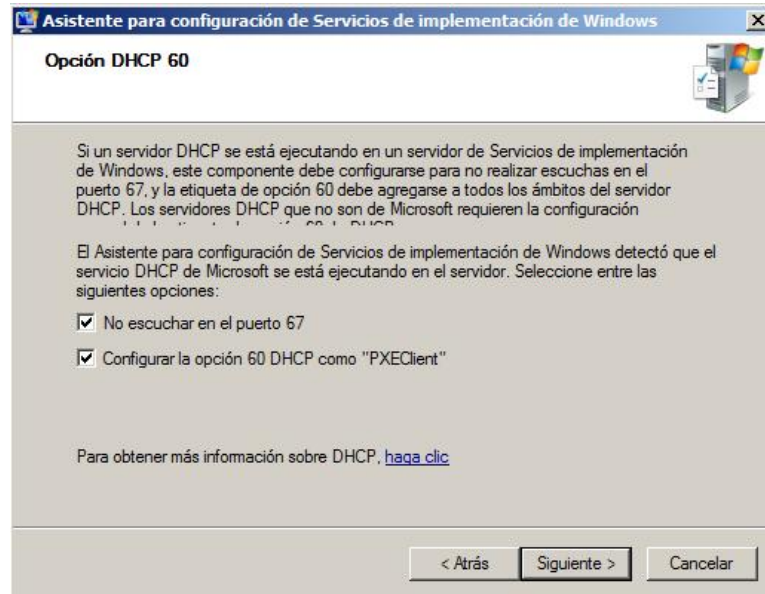 Asistente para configuración de Servicios de implementación de Windows
Opción DHCP 60
Si un servidor DHCP se está ejecutando en un servidor de Servicios de implementación
de Windows, este componente debe configurarse para no realizar escuchas en el
puerto 67, y la etiqueta de opción 60 debe agregarse a todos los ámbitos del servidor
DHCP. Los servidores DHCP que no son de Microsoft requieren la configuración
El Asistente para configuración de Servicios de implementación de Windows detectó que el
servicio DHCP de Microsoft se está ejecutando en el servidor. Seleccione entre las
siguientes opciones:
No escuchar en el puerto 67
Configurar la opción 60 DHCP como "PXEClient"
Para obtener más información sobre DHCP, haga clic
< Atrás
Siguiente >
Cancelar